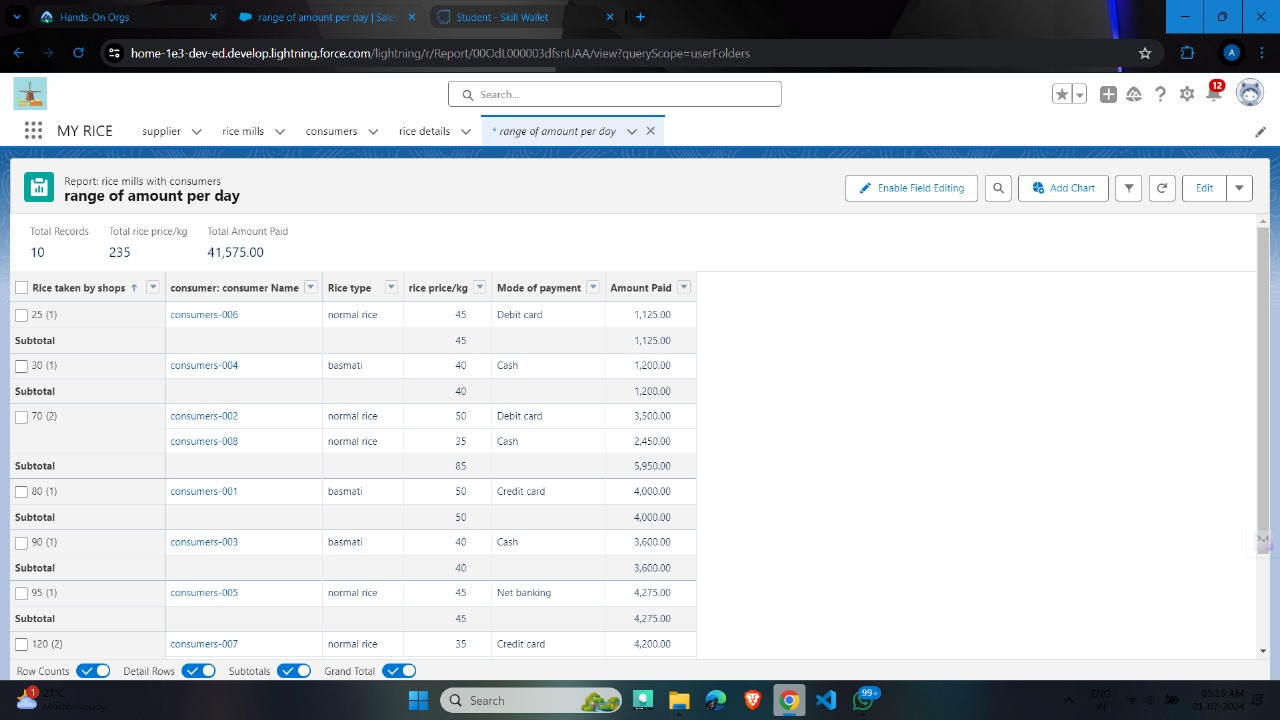 Hands-On Orgs
range of amount per day | Sale
Student - Skill Wallet
home-1e3-dev-ed.develop.lightning.force.com/lightning/r/Report/00OdL000003dfsnUAA/view?queryScope=userFolders
A
Search...
12
MY RICE
supplier
rice mills
consumers
rice details
* range of amount per day
Report: rice mills with consumers
range of amount per day
Enable Field Editing
Add Chart
Edit
Total Records Total rice price/kg Total Amount Paid
10 235 41,575.00
Rice taken by shops ↑ consumer: consumer Name Rice type rice price/kg Mode of payment Amount Paid
25 (1) consumers-006 normal rice 45 Debit card 1,125.00
Subtotal 45 1,125.00
30 (1) consumers-004 basmati 40 Cash 1,200.00
Subtotal 40 1,200.00
70 (2) consumers-002 normal rice 50 Debit card 3,500.00
consumers-008 normal rice 35 Cash 2,450.00
Subtotal 85 5,950.00
80 (1) consumers-001 basmati 50 Credit card 4,000.00
Subtotal 50 4,000.00
90 (1) consumers-003 basmati 40 Cash 3,600.00
Subtotal 40 3,600.00
95 (1) consumers-005 normal rice 45 Net banking 4,275.00
Subtotal 45 4,275.00
120 (2) consumers-007 normal rice 35 Credit card 4,200.00
Row Counts Detail Rows Subtotals Grand Total
1
27°C
Search
99+
ENG
IN
05:16 AM
01-07-2024